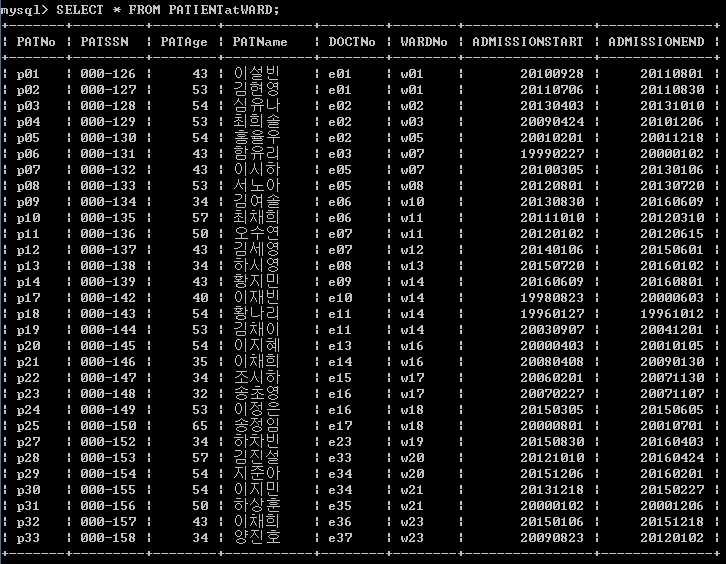 mysql> SELECT * FROM PATIENTatWARD;
+-------+---------+---------+---------+--------+--------+----------------+--------------+
| PATNo | PATSSN | PATAge | PATName | DOCTNo | WARDNo | ADMISSIONSTART | ADMISSIONEND |
+-------+---------+---------+---------+--------+--------+----------------+--------------+
| p01 | 000-126 | 43 | 이설빈 | e01 | w01 | 20100928 | 20110801 |
| p02 | 000-127 | 53 | 김현영 | e01 | w01 | 20110706 | 20110830 |
| p03 | 000-128 | 54 | 심유나 | e02 | w02 | 20130403 | 20131010 |
| p04 | 000-129 | 53 | 최희솔 | e02 | w03 | 20090424 | 20101206 |
| p05 | 000-130 | 54 | 홍율우 | e02 | w05 | 20010201 | 20011218 |
| p06 | 000-131 | 43 | 함유리 | e03 | w07 | 19990227 | 20000102 |
| p07 | 000-132 | 43 | 이시하 | e05 | w07 | 20100305 | 20130106 |
| p08 | 000-133 | 53 | 서노아 | e05 | w08 | 20120801 | 20130720 |
| p09 | 000-134 | 34 | 김여솔 | e06 | w10 | 20130830 | 20160609 |
| p10 | 000-135 | 57 | 최채희 | e06 | w11 | 20111010 | 20120310 |
| p11 | 000-136 | 50 | 오수연 | e07 | w11 | 20120102 | 20120615 |
| p12 | 000-137 | 43 | 김세영 | e07 | w12 | 20140106 | 20150601 |
| p13 | 000-138 | 34 | 하시영 | e08 | w13 | 20150720 | 20160102 |
| p14 | 000-139 | 43 | 황지민 | e09 | w14 | 20160609 | 20160801 |
| p17 | 000-142 | 40 | 이재빈 | e10 | w14 | 19980823 | 20000603 |
| p18 | 000-143 | 54 | 황나리 | e11 | w14 | 19960127 | 19961012 |
| p19 | 000-144 | 53 | 김채이 | e11 | w14 | 20030907 | 20041201 |
| p20 | 000-145 | 54 | 이지혜 | e13 | w16 | 20000403 | 20010105 |
| p21 | 000-146 | 35 | 이채희 | e14 | w16 | 20080408 | 20090130 |
| p22 | 000-147 | 34 | 조시하 | e15 | w17 | 20060201 | 20071130 |
| p23 | 000-148 | 32 | 송초영 | e16 | w17 | 20070227 | 20071107 |
| p24 | 000-149 | 53 | 이정은 | e16 | w18 | 20150305 | 20150605 |
| p25 | 000-150 | 65 | 송정임 | e17 | w18 | 20000801 | 20010701 |
| p27 | 000-152 | 34 | 하차빈 | e23 | w19 | 20150830 | 20160403 |
| p28 | 000-153 | 57 | 김진설 | e33 | w20 | 20121010 | 20160424 |
| p29 | 000-154 | 54 | 지준아 | e34 | w20 | 20151206 | 20160201 |
| p30 | 000-155 | 54 | 이지민 | e34 | w21 | 20131218 | 20150227 |
| p31 | 000-156 | 50 | 하상훈 | e35 | w21 | 20000102 | 20001206 |
| p32 | 000-157 | 43 | 이채희 | e36 | w23 | 20150106 | 20151218 |
| p33 | 000-158 | 34 | 양진호 | e37 | w23 | 20090823 | 20120102 |
+-------+---------+---------+---------+--------+--------+----------------+--------------+